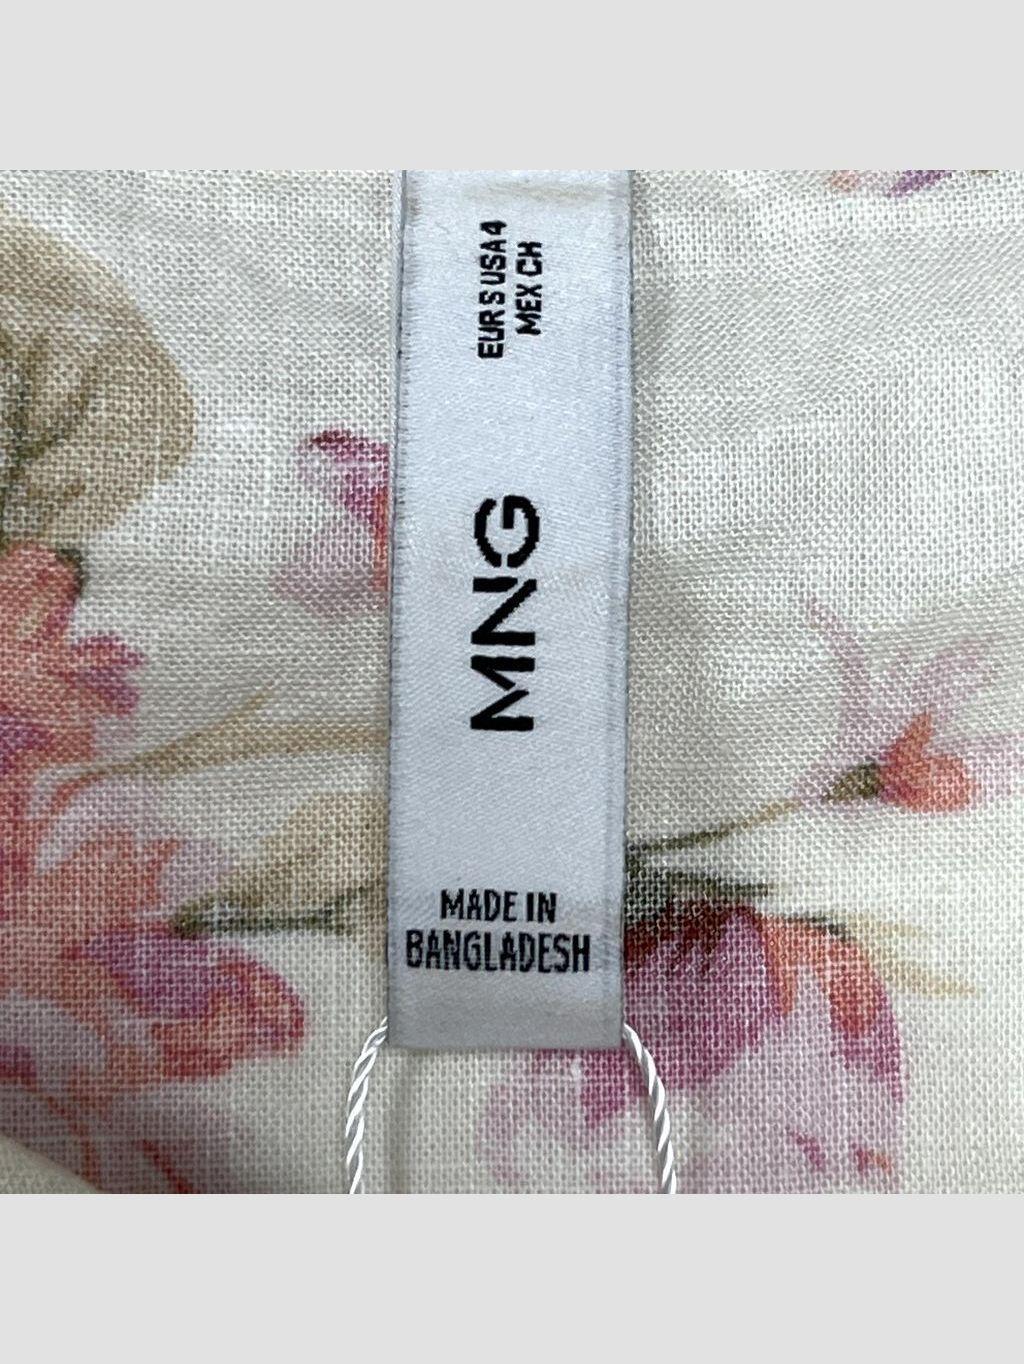 EUR S USA 4
MEX CH
MNG
MADE IN
BANGLADESH